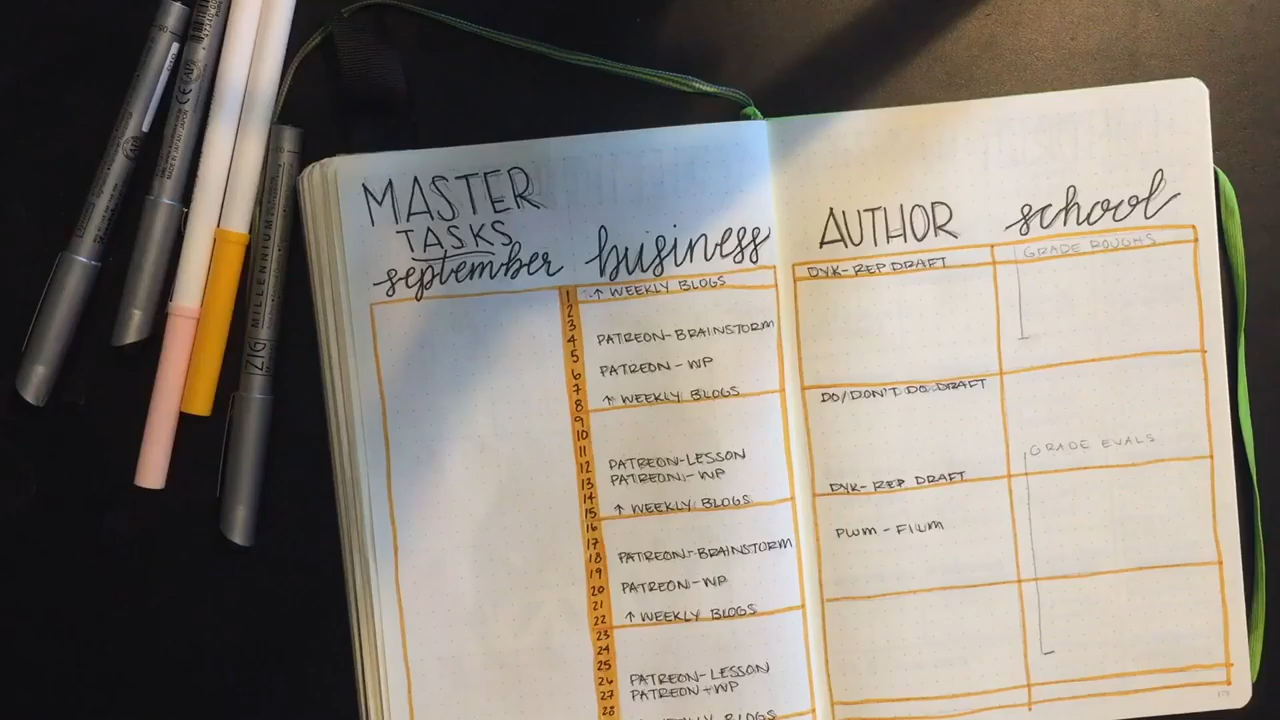 MASTER
TASKS
september
business
AUTHOR
school
1 ↑ WEEKLY BLOGS
2
3
4 PATREON-BRAINSTORM
5
6 PATREON-WP
7
8 ↑ WEEKLY BLOGS
9
10
11
12 PATREON-LESSON
13 PATREON-WP
14
15 ↑ WEEKLY BLOGS
16
17
18 PATREON-BRAINSTORM
19
20 PATREON-WP
21
22 ↑ WEEKLY BLOGS
23
24
25
26 PATREON-LESSON
27 PATREON-WP
28 WEEKLY BLOGS
DYK-REP DRAFT
DO/DON'T DO DRAFT
DYK-REP DRAFT
PWM-FILM
GRADE ROUGHS
GRADE EVALS
ZIG MILLENNIUM